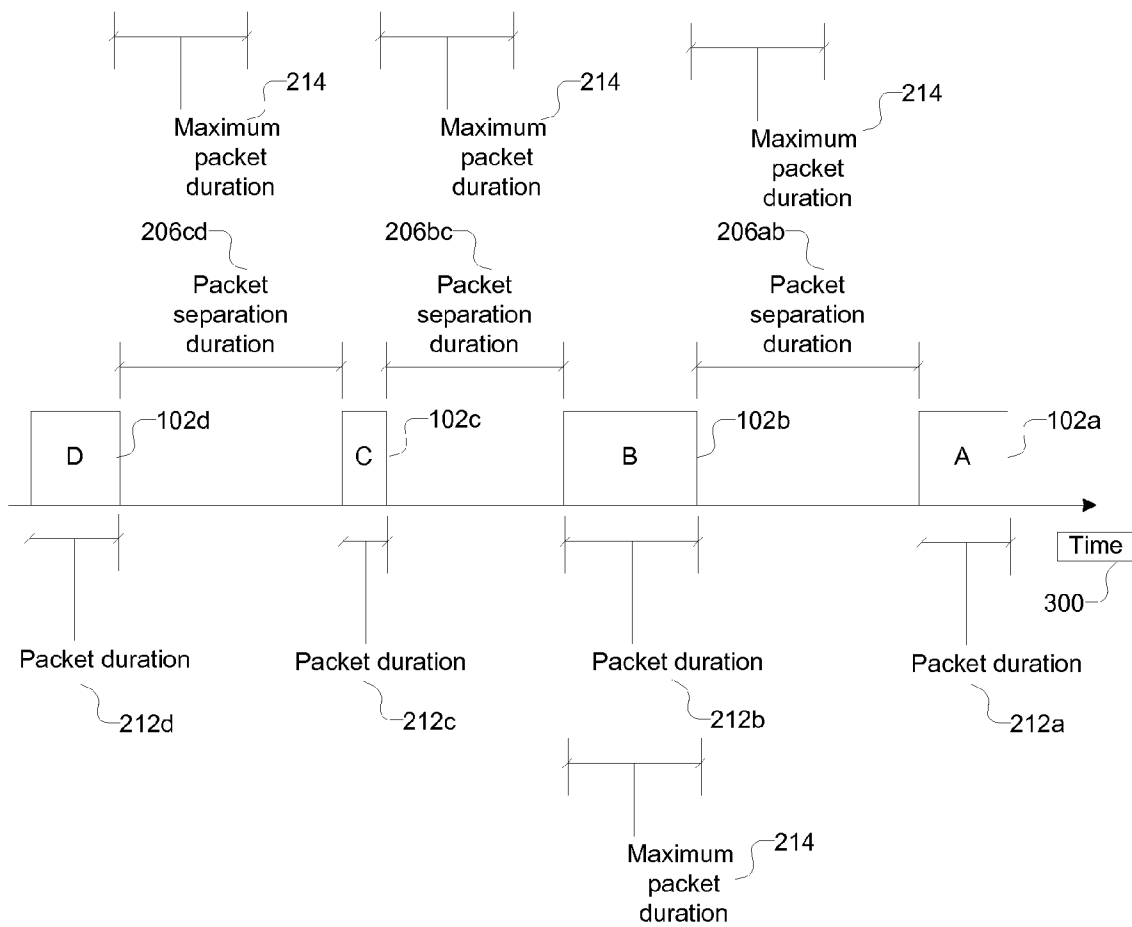 214
214
214
Maximum
packet
duration
Maximum
packet
duration
Maximum
packet
duration
206cd
206bc
206ab
Packet
separation
duration
Packet
separation
duration
Packet
separation
duration
D
102d
C
102c
B
102b
A
102a
Time
300
Packet duration
Packet duration
Packet duration
Packet duration
212d
212c
212b
212a
214
Maximum
packet
duration